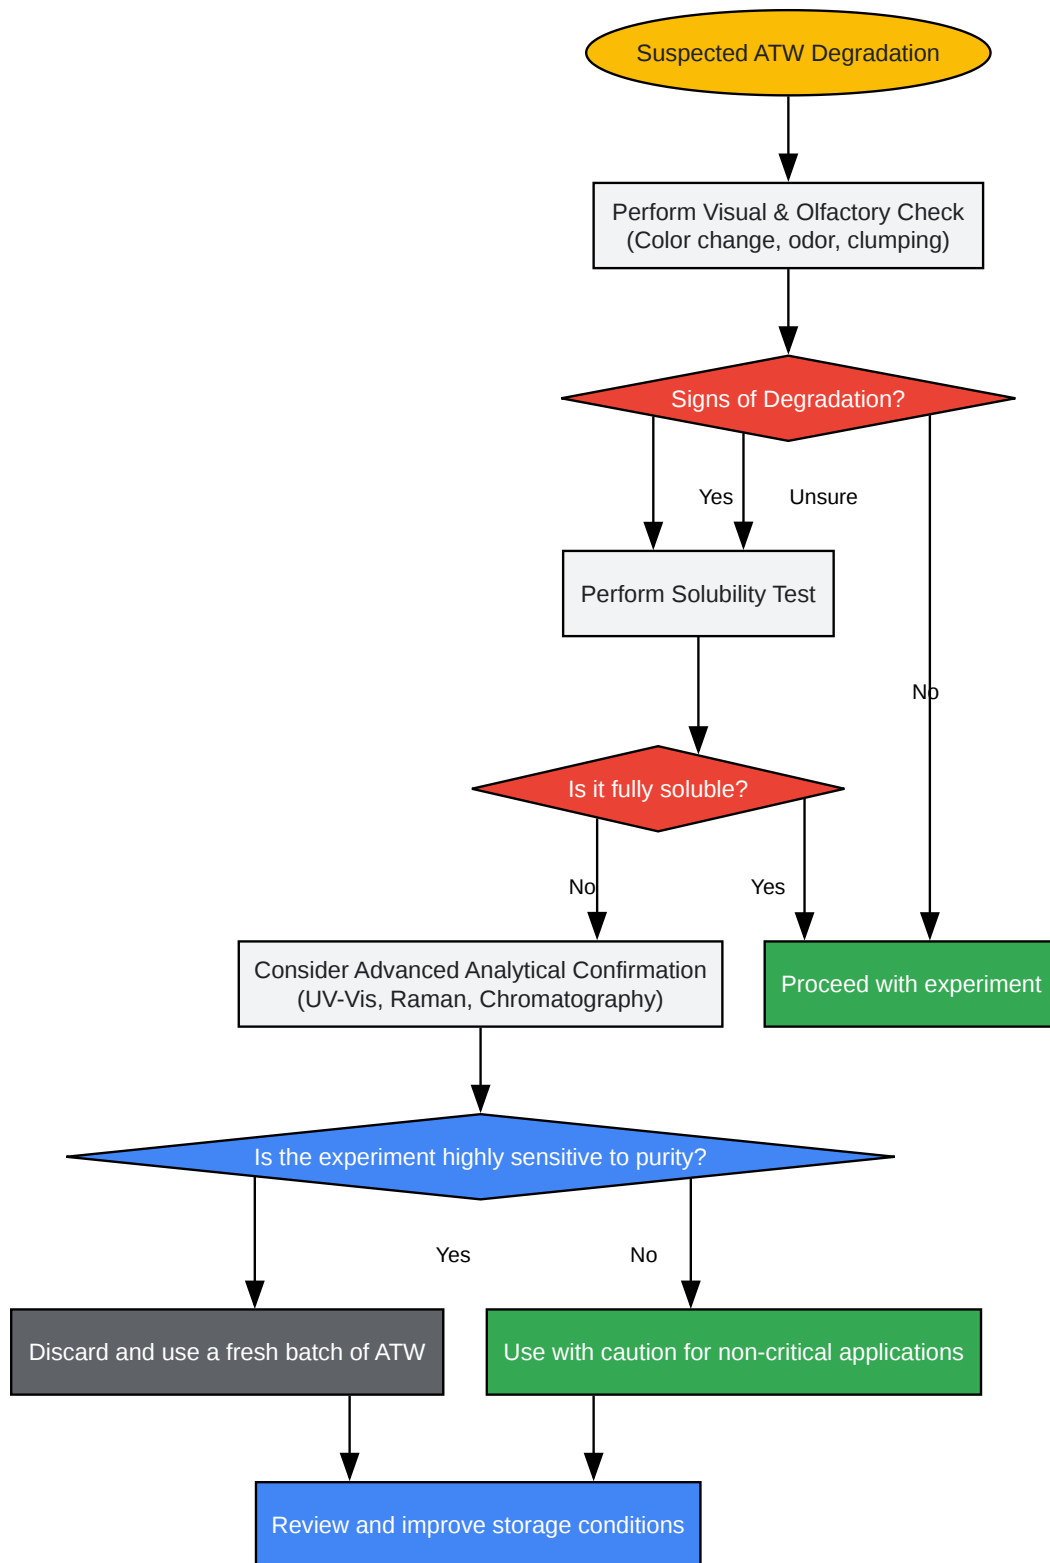 Suspected ATW Degradation
Perform Visual & Olfactory Check
(Color change, odor, clumping)
Signs of Degradation?
Yes
Unsure
Perform Solubility Test
No
Is it fully soluble?
No
Yes
Consider Advanced Analytical Confirmation
(UV-Vis, Raman, Chromatography)
Proceed with experiment
Is the experiment highly sensitive to purity?
Yes
No
Discard and use a fresh batch of ATW
Use with caution for non-critical applications
Review and improve storage conditions